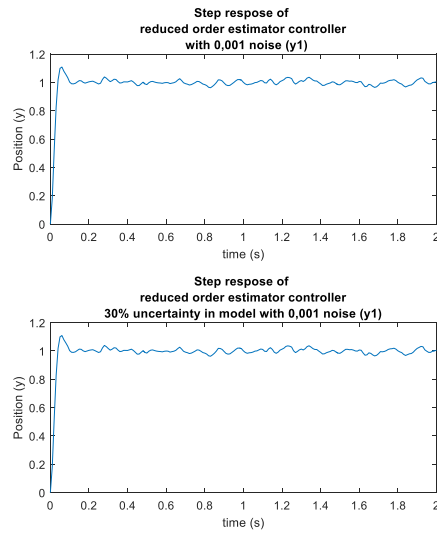 Step respose of
reduced order estimator controller
with 0,001 noise (y1)
1.2
1
0.8
0.6
0.4
0.2
0
Position (y)
0 0.2 0.4 0.6 0.8 1 1.2 1.4 1.6 1.8 2
time (s)
Step respose of
reduced order estimator controller
30% uncertainty in model with 0,001 noise (y1)
1.2
1
0.8
0.6
0.4
0.2
0
Position (y)
0 0.2 0.4 0.6 0.8 1 1.2 1.4 1.6 1.8 2
time (s)